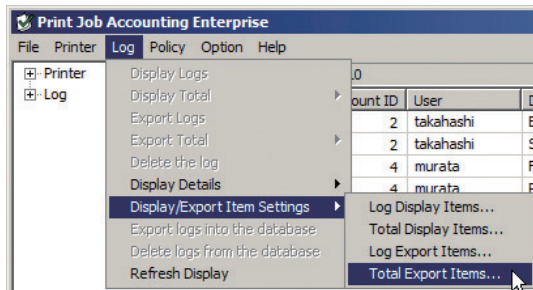 Print Job Accounting Enterprise
File Printer Log Policy Option Help
Printer
Log
Display Logs
Display Total
Export Logs
Export Total
Delete the log
Display Details
Display/Export Item Settings
Export logs into the database
Delete logs from the database
Refresh Display
.0
ount ID User
2 takahashi
2 takahashi
4 murata
4 murata
Log Display Items...
Total Display Items...
Log Export Items...
Total Export Items...